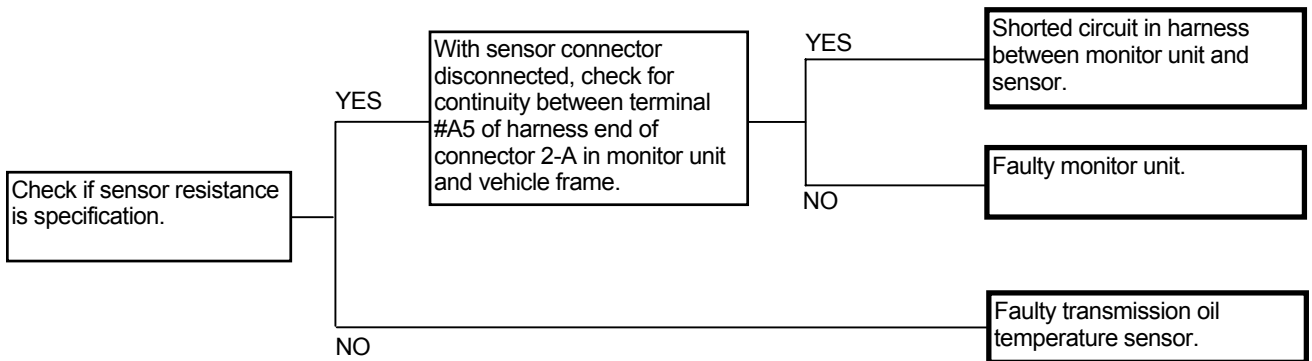 Check if sensor resistance
is specification.
YES
NO
With sensor connector
disconnected, check for
continuity between terminal
#A5 of harness end of
connector 2-A in monitor unit
and vehicle frame.
YES
NO
Shorted circuit in harness
between monitor unit and
sensor.
Faulty monitor unit.
Faulty transmission oil
temperature sensor.